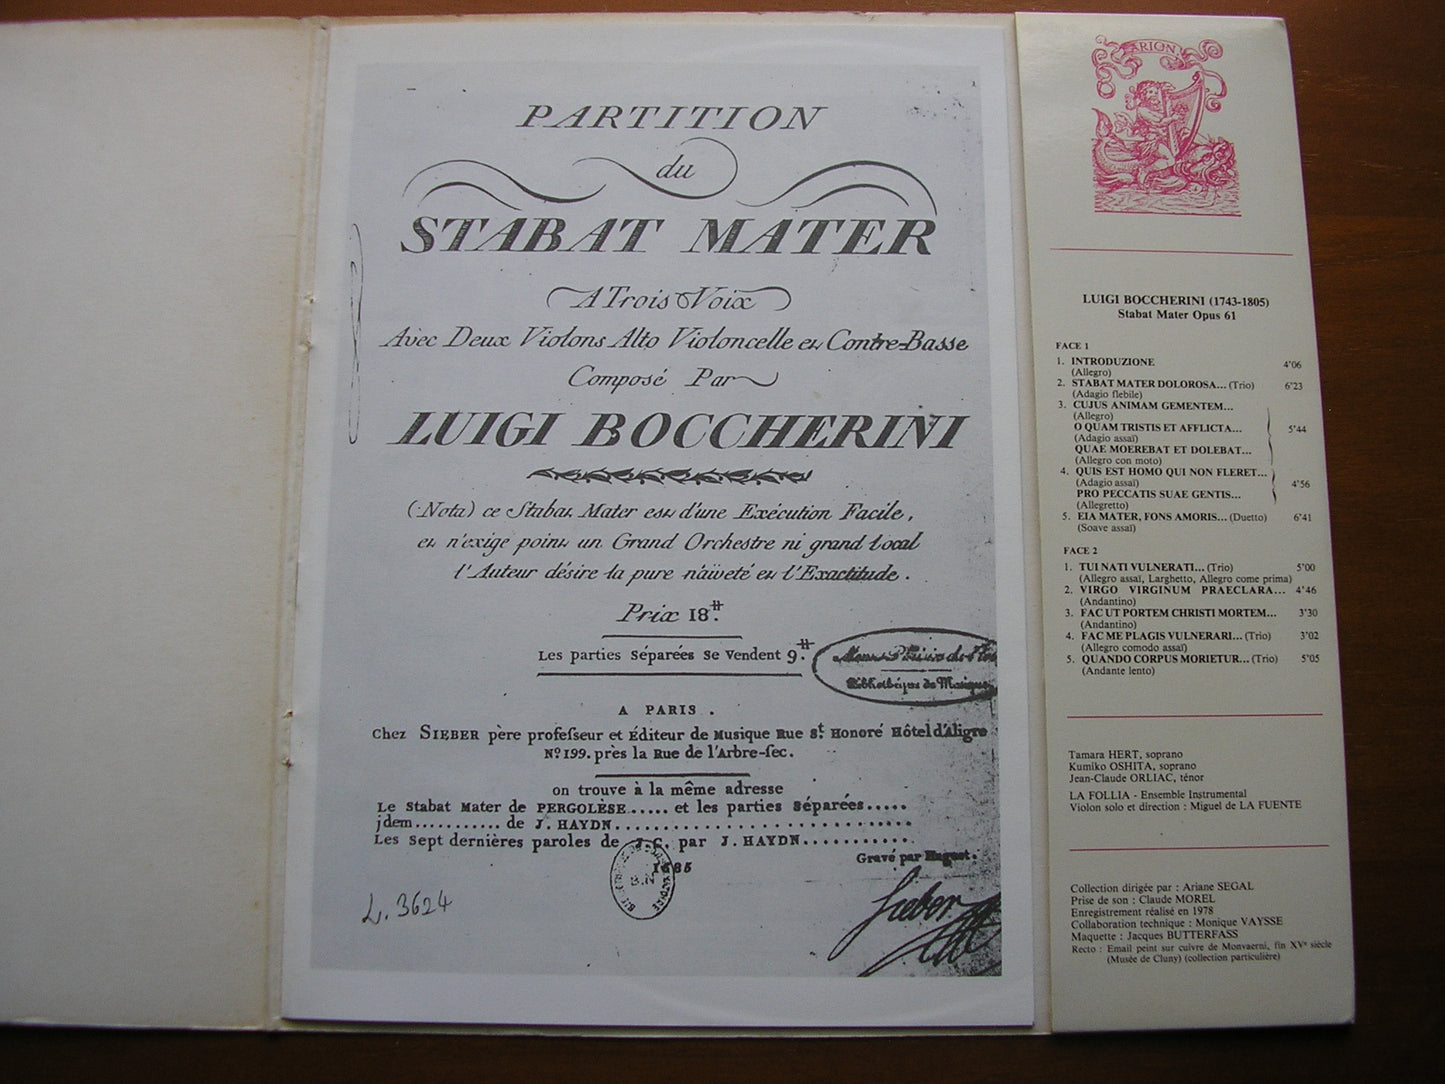 PARTITION
du
STABAT MATER
A Trois Voix
Avec Deux Violons Alto Violoncelle et Contre-Basse
Composé Par
LUIGI BOCCHERINI
(Nota) ce Stabat Mater est d'une Exécution Facile,
et n'exige point un Grand Orchestre ni grand Local
l'Auteur désire la pure naïveté et l'Exactitude.
Prix 18.
Les parties Séparées Se Vendent 9.
Bibliothéque de Musique
A PARIS.
Chez SIEBER père profeſseur et Éditeur de Musique Rue St. Honoré Hôtel d'Aligre
No. 199. près la Rue de l'Arbre-ſec.
on trouve à la même adresse
Le Stabat Mater de PERGOLÈSE..... et les parties Séparées.....
jdem........... de J. HAYDN..............................
Les Sept dernières paroles de J.C. par J. HAYDN............
Gravé par Huguet.
L. 3624
Sieber
ARION
LUIGI BOCCHERINI (1743-1805)
Stabat Mater Opus 61
FACE 1
1. INTRODUZIONE 4'06
(Allegro)
2. STABAT MATER DOLOROSA... (Trio) 6'23
(Adagio flebile)
3. CUJUS ANIMAM GEMENTEM...
(Allegro)
O QUAM TRISTIS ET AFFLICTA... 5'44
(Adagio assaï)
QUAE MOEREBAT ET DOLEBAT...
(Allegro con moto)
4. QUIS EST HOMO QUI NON FLERET...
(Adagio assaï) 4'56
PRO PECCATIS SUAE GENTIS...
(Allegretto)
5. EIA MATER, FONS AMORIS... (Duetto) 6'41
(Soave assaï)
FACE 2
1. TUI NATI VULNERATI... (Trio) 5'00
(Allegro assaï, Larghetto, Allegro come prima)
2. VIRGO VIRGINUM PRAECLARA... 4'46
(Andantino)
3. FAC UT PORTEM CHRISTI MORTEM... 3'30
(Andantino)
4. FAC ME PLAGIS VULNERARI... (Trio) 3'02
(Allegro comodo assaï)
5. QUANDO CORPUS MORIETUR... (Trio) 5'05
(Andante lento)
Tamara HERT, soprano
Kumiko OSHITA, soprano
Jean-Claude ORLIAC, ténor
LA FOLLIA - Ensemble Instrumental
Violon solo et direction : Miguel de LA FUENTE
Collection dirigée par : Ariane SEGAL
Prise de son : Claude MOREL
Enregistrement réalisé en 1978
Collaboration technique : Monique VAYSSE
Maquette : Jacques BUTTERFASS
Recto : Email peint sur cuivre de Monvaerni, fin XVe siècle
(Musée de Cluny) (collection particulière)